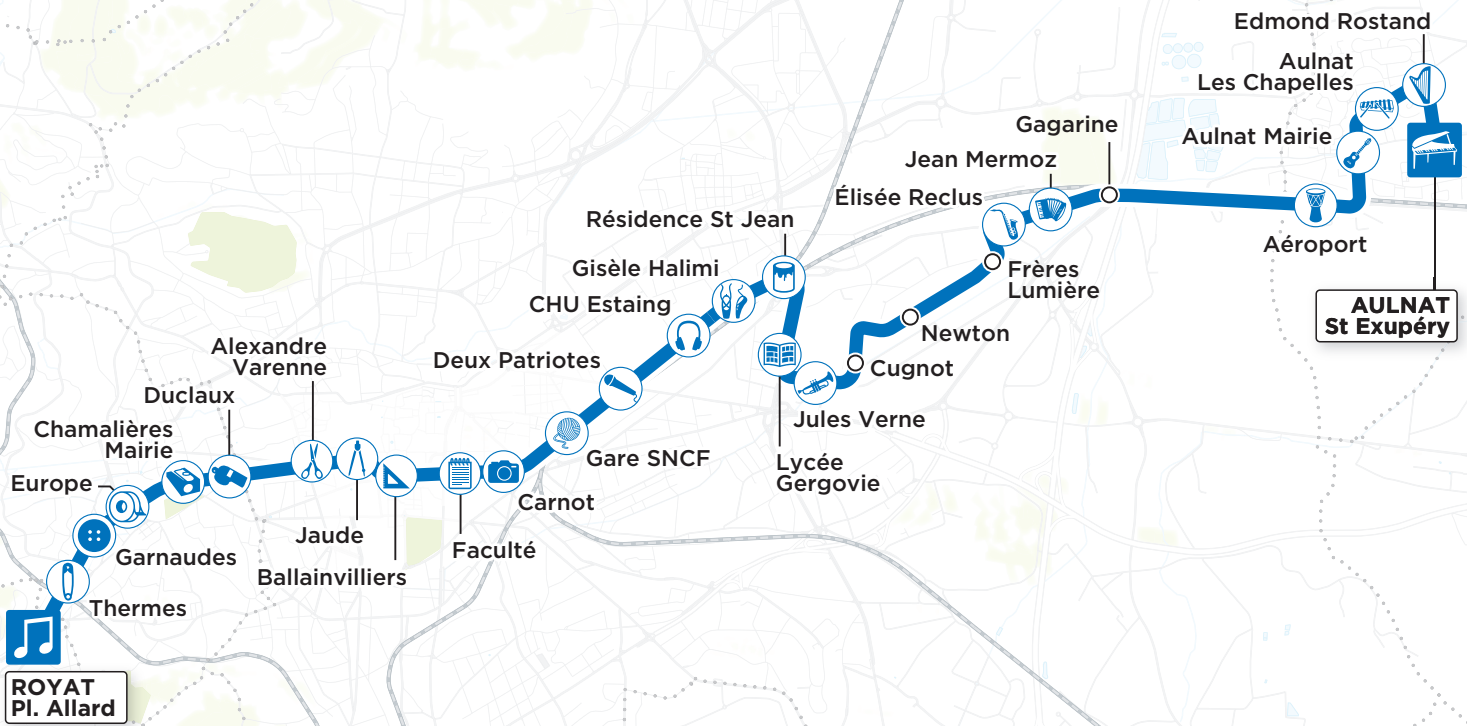 Edmond Rostand
Aulnat
Les Chapelles
Aulnat Mairie
Gagarine
Jean Mermoz
Élisée Reclus
Résidence St Jean
Gisèle Halimi
CHU Estaing
Deux Patriotes
Aéroport
Frères
Lumière
AULNAT
St Exupéry
Newton
Cugnot
Jules Verne
Lycée
Gergovie
Gare SNCF
Carnot
Alexandre
Varenne
Duclaux
Chamalières
Mairie
Europe
Garnaudes
Thermes
Jaude
Ballainvilliers
Faculté
ROYAT
Pl. Allard